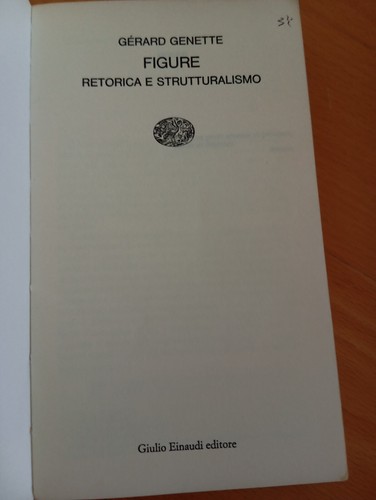 GÉRARD GENETTE
FIGURE
RETORICA E STRUTTURALISMO
Giulio Einaudi editore